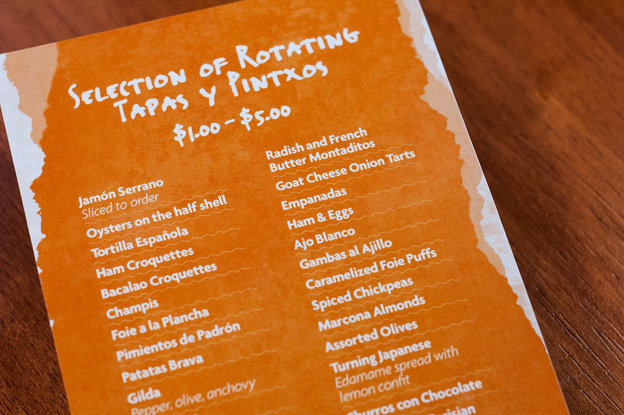 Selection of Rotating
Tapas y Pintxos
$1.00 – $5.00
Jamón Serrano
Sliced to order
Oysters on the half shell
Tortilla Española
Ham Croquettes
Bacalao Croquettes
Champis
Foie a la Plancha
Pimientos de Padrón
Patatas Brava
Gilda
Pepper, olive, anchovy
Radish and French
Butter Montaditos
Goat Cheese Onion Tarts
Empanadas
Ham & Eggs
Ajo Blanco
Gambas al Ajillo
Caramelized Foie Puffs
Spiced Chickpeas
Marcona Almonds
Assorted Olives
Turning Japanese
Edamame spread with
lemon confit
Churros con Chocolate